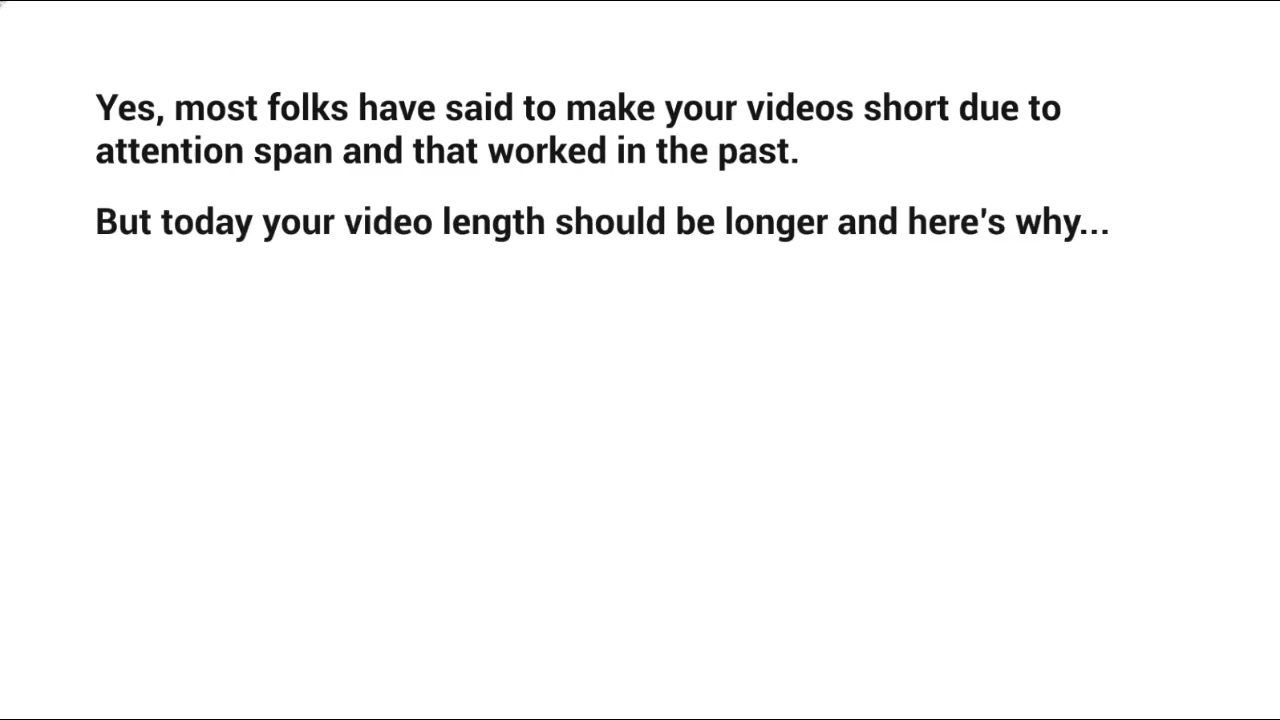 Yes, most folks have said to make your videos short due to
attention span and that worked in the past.
But today your video length should be longer and here's why...